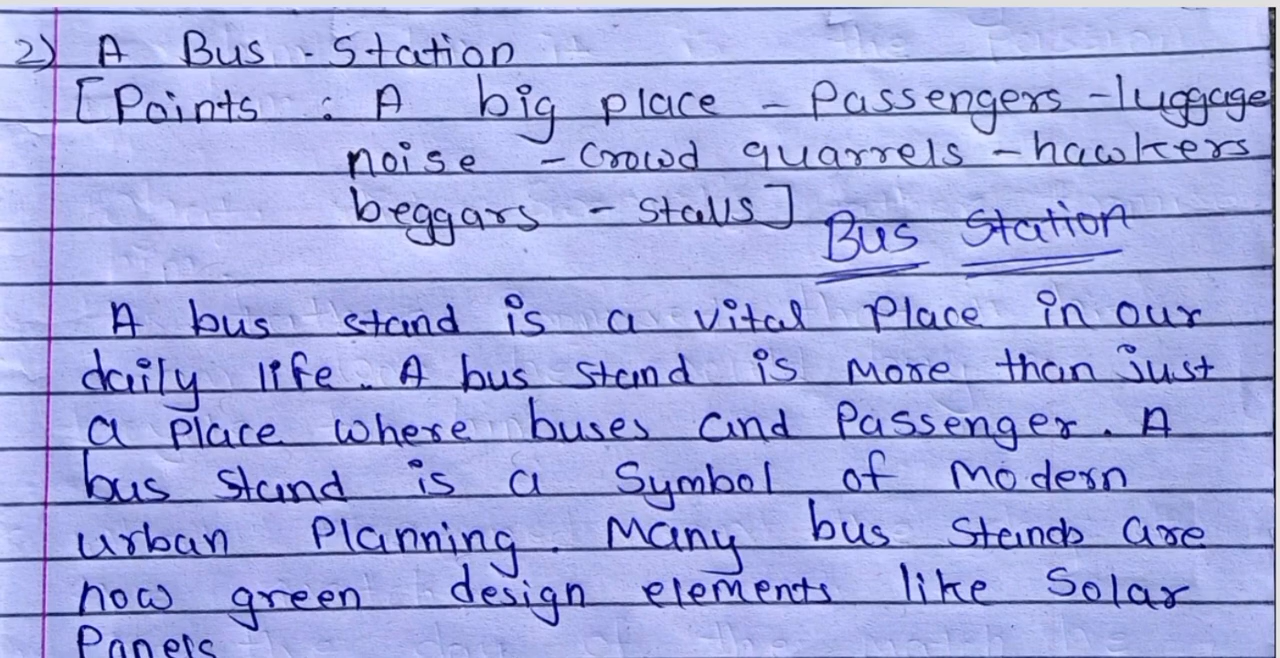 2) A Bus - Station
[Points : A big place - Passengers - luggage
noise - Crowd quarrels - hawkers
beggars - Stalls]
Bus Station
A bus stand is a vital Place in our
daily life. A bus stand is More than Just
a Place where buses and Passenger. A
bus Stand is a Symbol of Modern
urban Planning. Many bus Stands are
now green design elements like Solar
Panels